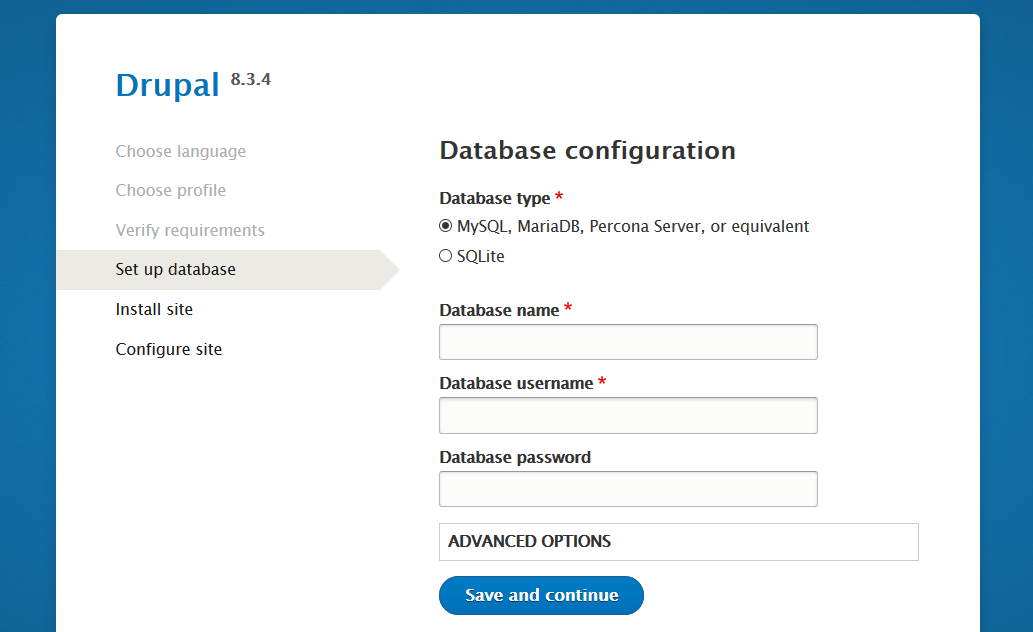 Drupal 8.3.4
Choose language
Choose profile
Verify requirements
Set up database
Install site
Configure site
Database configuration
Database type *
MySQL, MariaDB, Percona Server, or equivalent
SQLite
Database name *
Database username *
Database password
ADVANCED OPTIONS
Save and continue